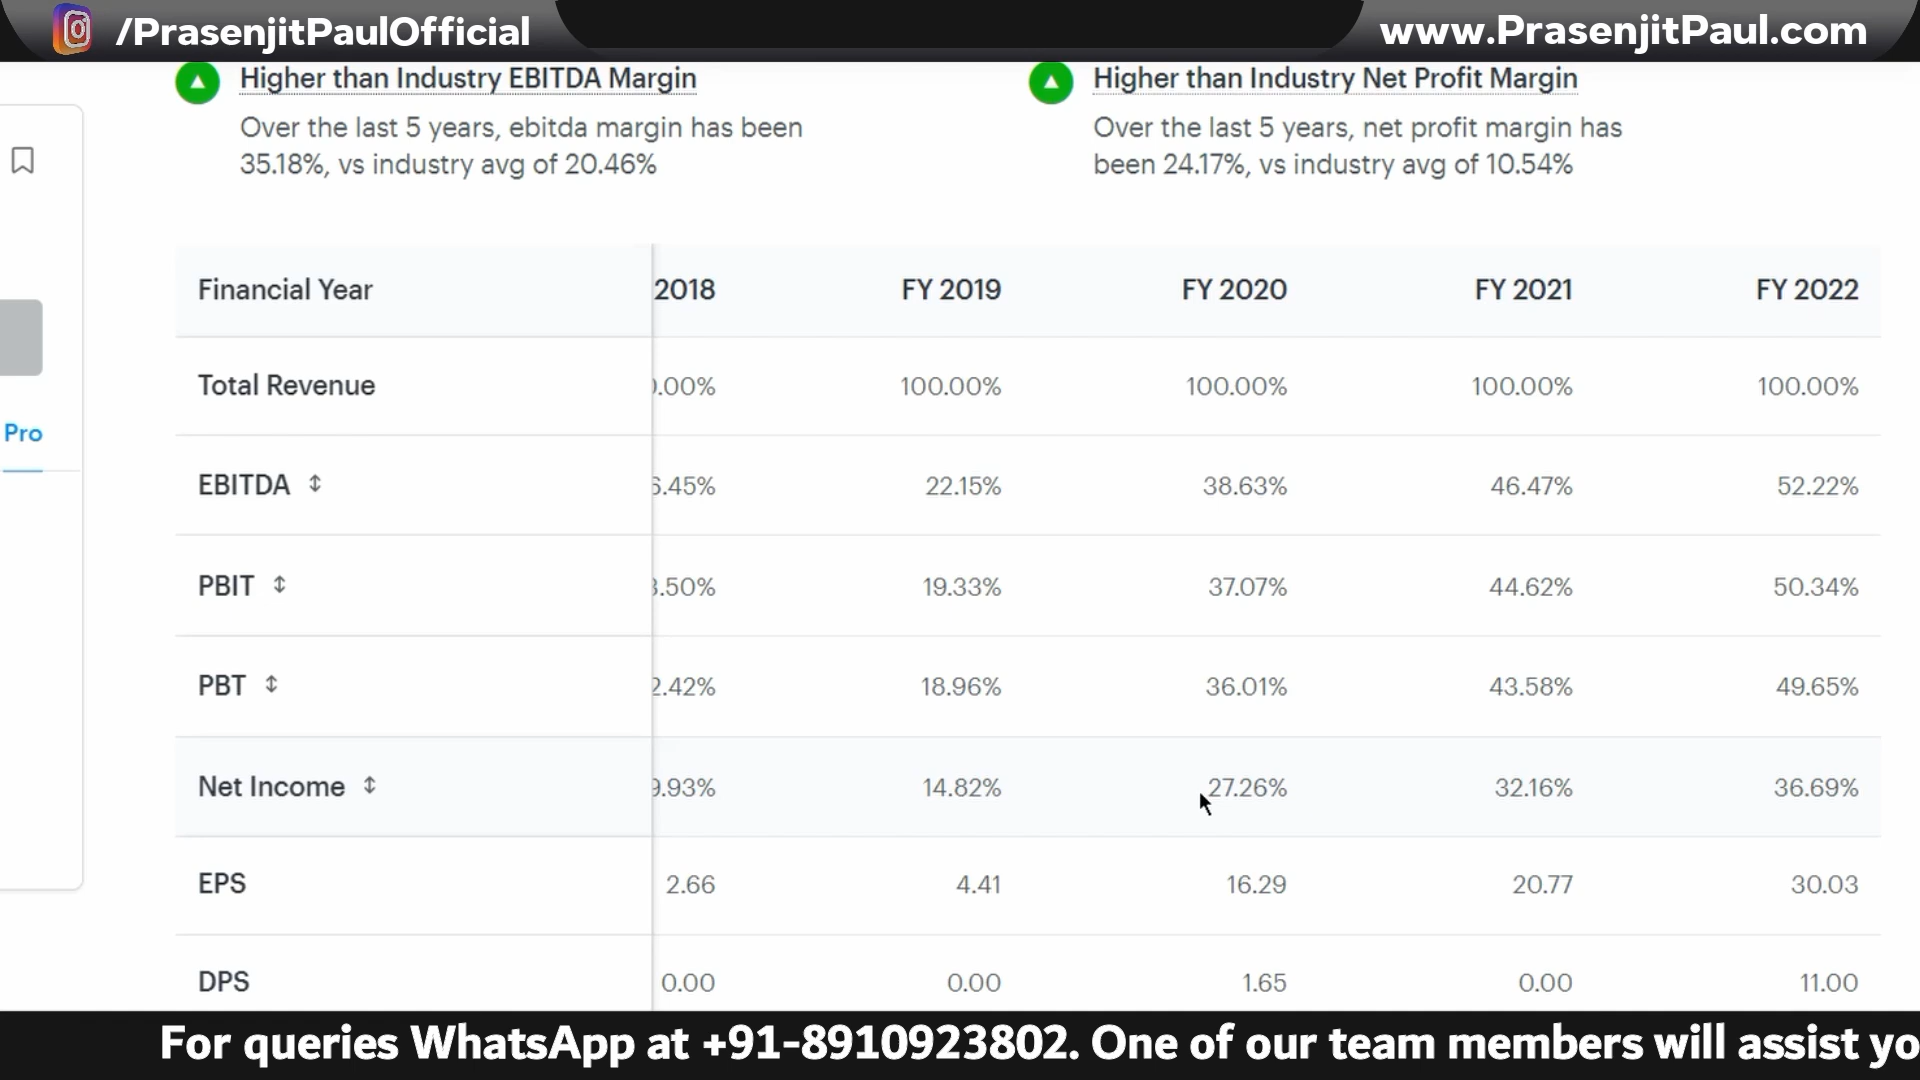 /PrasenjitPaulOfficial
www.PrasenjitPaul.com
Higher than Industry EBITDA Margin
Over the last 5 years, ebitda margin has been
35.18%, vs industry avg of 20.46%
Higher than Industry Net Profit Margin
Over the last 5 years, net profit margin has
been 24.17%, vs industry avg of 10.54%
Pro
Financial Year 2018 FY 2019 FY 2020 FY 2021 FY 2022
Total Revenue .00% 100.00% 100.00% 100.00% 100.00%
EBITDA .45% 22.15% 38.63% 46.47% 52.22%
PBIT .50% 19.33% 37.07% 44.62% 50.34%
PBT .42% 18.96% 36.01% 43.58% 49.65%
Net Income .93% 14.82% 27.26% 32.16% 36.69%
EPS 2.66 4.41 16.29 20.77 30.03
DPS 0.00 0.00 1.65 0.00 11.00
For queries WhatsApp at +91-8910923802. One of our team members will assist yo